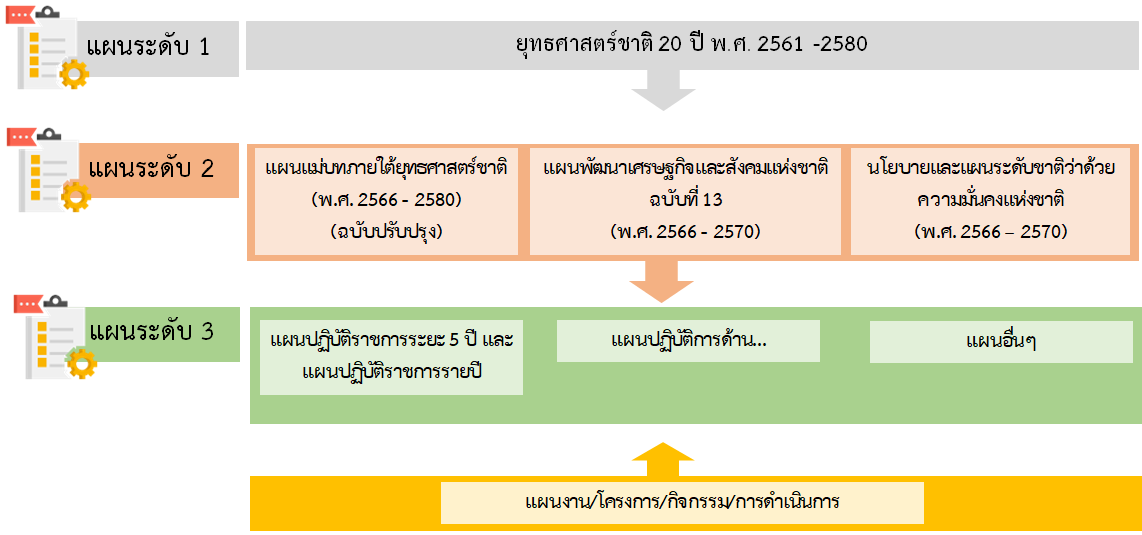 แผนระดับ 1
ยุทธศาสตร์ชาติ 20 ปี พ.ศ. 2561 -2580
แผนระดับ 2
แผนแม่บทภายใต้ยุทธศาสตร์ชาติ
(พ.ศ. 2566 - 2580)
(ฉบับปรับปรุง)
แผนพัฒนาเศรษฐกิจและสังคมแห่งชาติ
ฉบับที่ 13
(พ.ศ. 2566 - 2570)
นโยบายและแผนระดับชาติว่าด้วย
ความมั่นคงแห่งชาติ
(พ.ศ. 2566 – 2570)
แผนระดับ 3
แผนปฏิบัติราชการระยะ 5 ปี และ
แผนปฏิบัติราชการรายปี
แผนปฏิบัติการด้าน...
แผนอื่นๆ
แผนงาน/โครงการ/กิจกรรม/การดำเนินการ